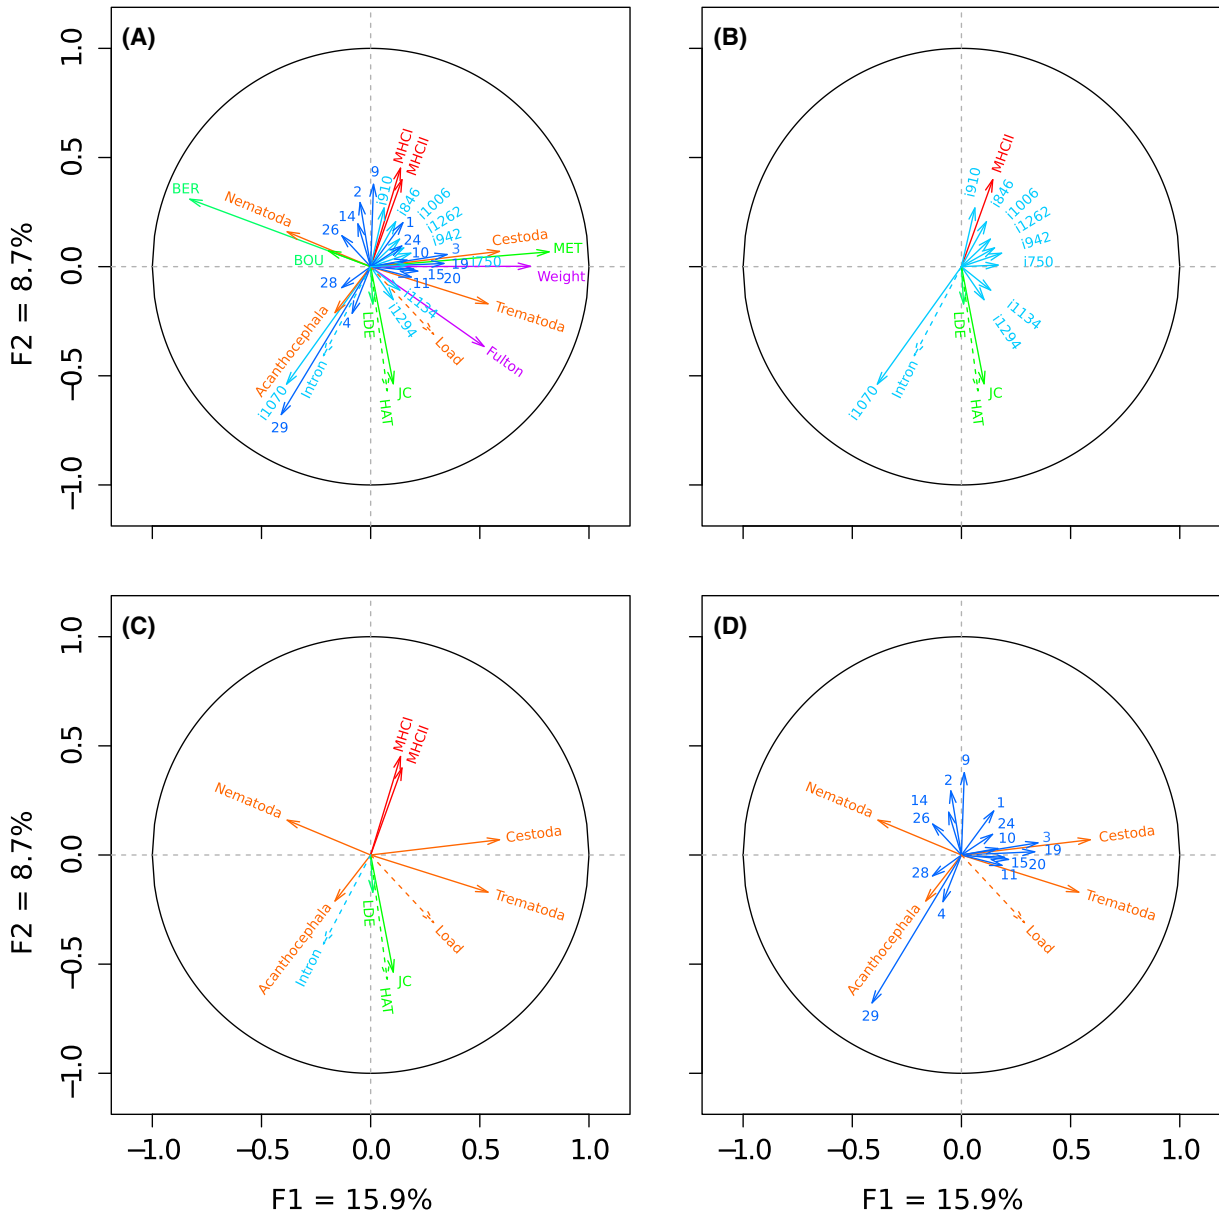 (A)
1.0
0.5
0.0
−0.5
−1.0
F2 = 8.7%
MHCI
MHCII
9
2
14
26
i910
i846
i1006
i1262
i942
1
24
10
3
19
i750
15
20
11
BER
Nematoda
BOU
Cestoda
MET
Weight
Trematoda
28
4
Acanthocephala
LDE
i1134
i1294
Load
Fulton
Intron
i1070
29
JC
HAT
(B)
MHCII
i910
i846
i1006
i1262
i942
i750
i1134
i1294
LDE
Intron
i1070
JC
HAT
(C)
1.0
0.5
0.0
−0.5
−1.0
F2 = 8.7%
MHCI
MHCII
Nematoda
Cestoda
Trematoda
Acanthocephala
LDE
Load
Intron
JC
HAT
−1.0 −0.5 0.0 0.5 1.0
F1 = 15.9%
(D)
9
2
14
26
1
24
10
3
19
15
20
11
Nematoda
Cestoda
Trematoda
28
4
Acanthocephala
Load
29
−1.0 −0.5 0.0 0.5 1.0
F1 = 15.9%